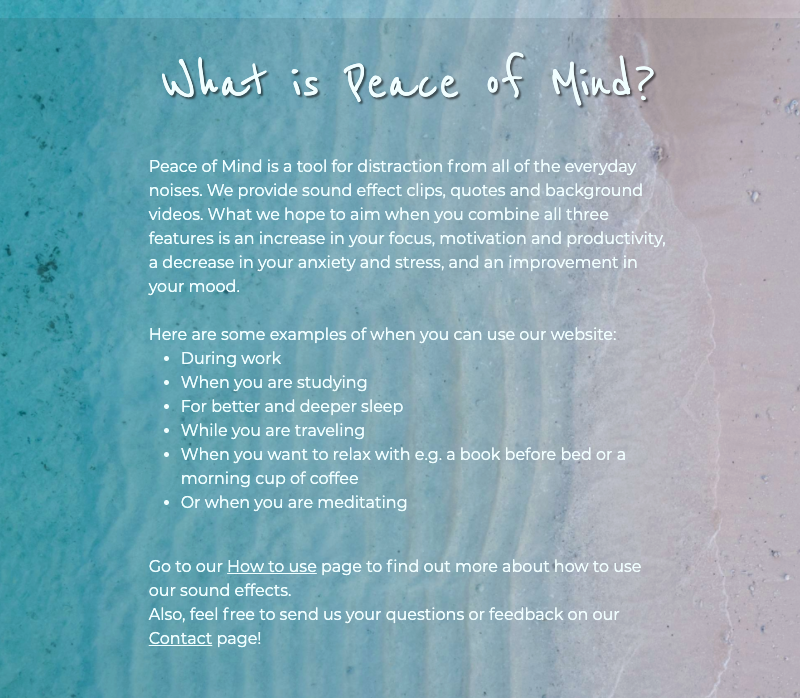 What is Peace of Mind?
Peace of Mind is a tool for distraction from all of the everyday
noises. We provide sound effect clips, quotes and background
videos. What we hope to aim when you combine all three
features is an increase in your focus, motivation and productivity,
a decrease in your anxiety and stress, and an improvement in
your mood.
Here are some examples of when you can use our website:
• During work
• When you are studying
• For better and deeper sleep
• While you are traveling
• When you want to relax with e.g. a book before bed or a
morning cup of coffee
• Or when you are meditating
Go to our How to use page to find out more about how to use
our sound effects.
Also, feel free to send us your questions or feedback on our
Contact page!